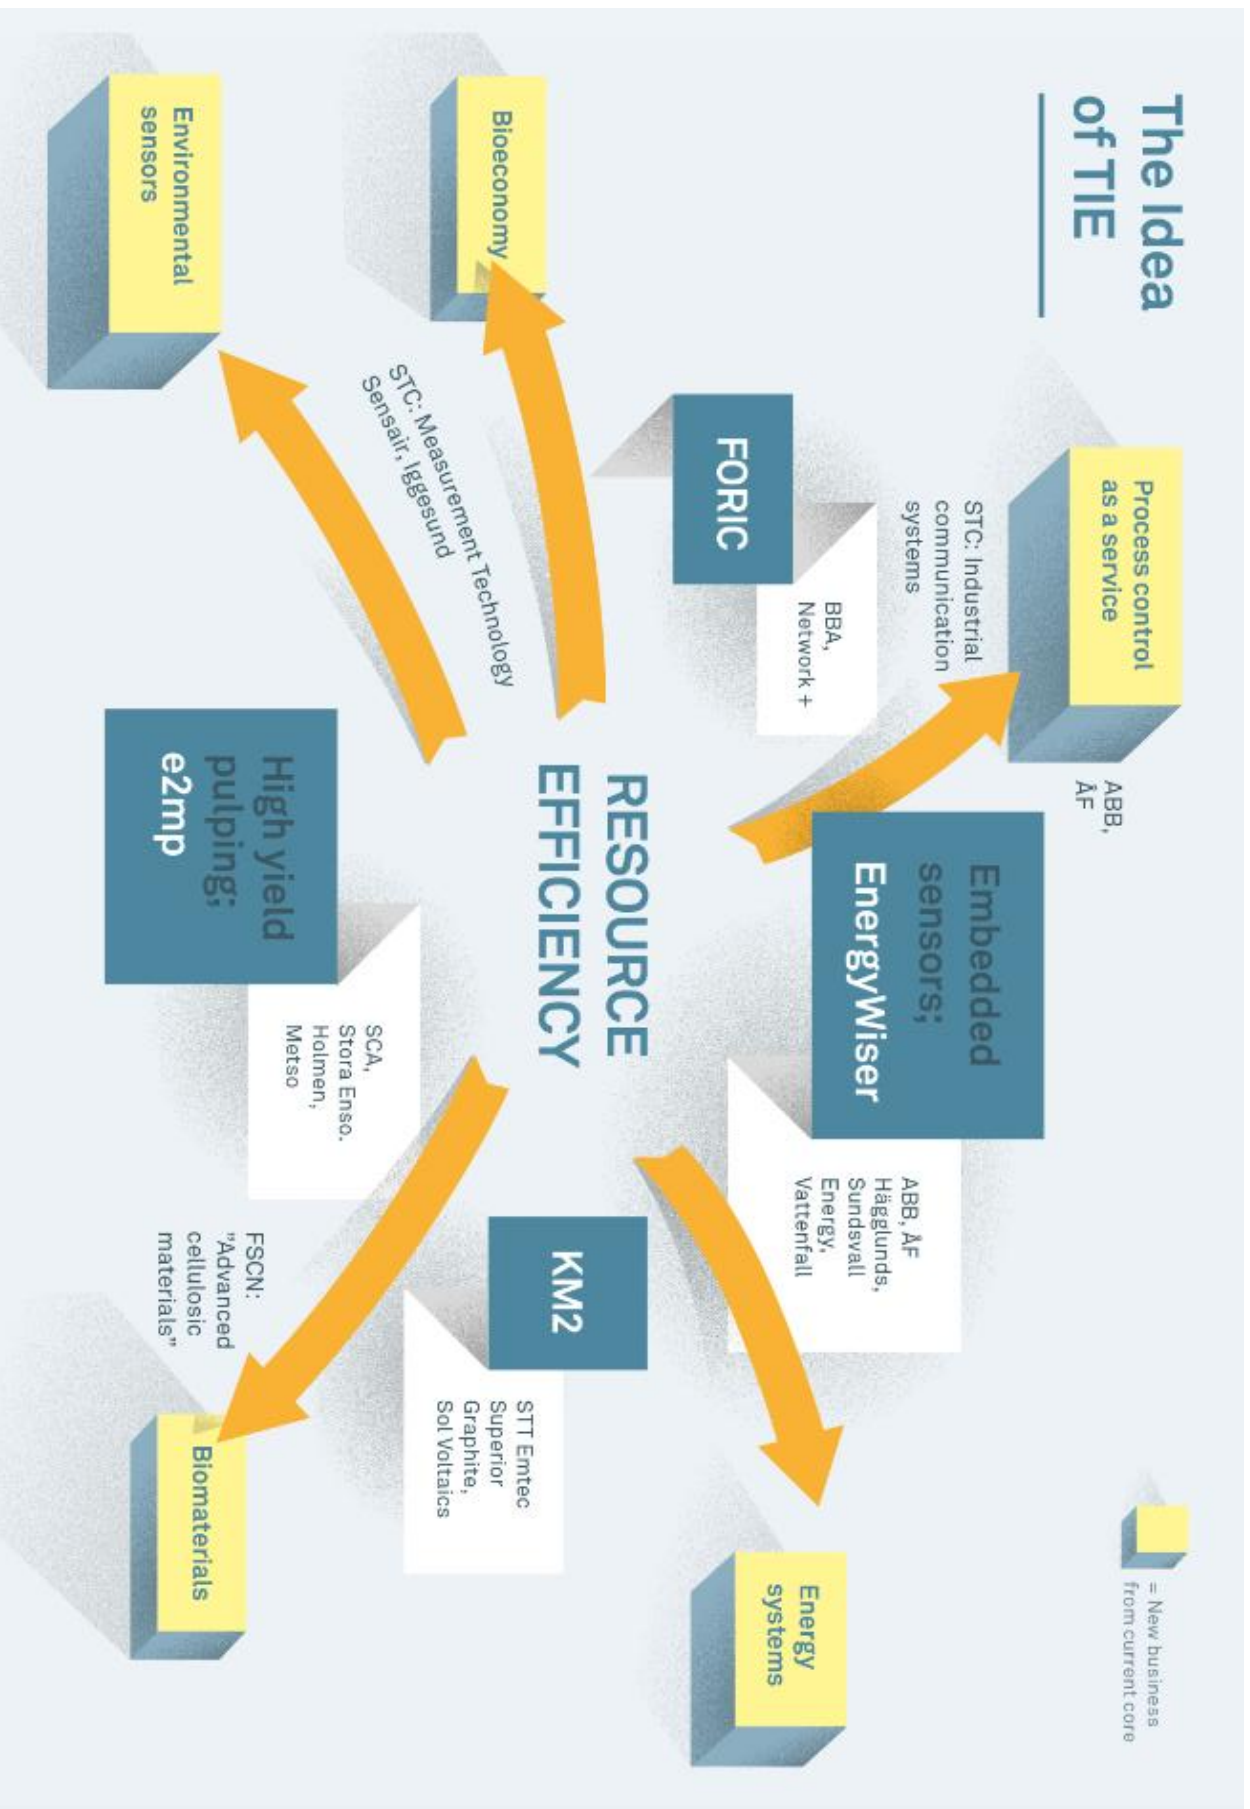 The Idea
of TIE
= New business
from current core
Process control
as a service
ABB,
ÅF
STC: Industrial
communication
systems
Embedded
sensors;
EnergyWiser
ABB, ÅF
Hägglunds,
Sundsvall
Energy,
Vattenfall
Energy
systems
FORIC
BBA,
Network +
Bioeconomy
RESOURCE
EFFICIENCY
KM2
STT Emtec
Superior
Graphite,
Sol Voltaics
STC: Measurement Technology
Sensair, Iggesund
Environmental
sensors
High yield
pulping;
e2mp
SCA,
Stora Enso.
Holmen,
Metso
FSCN:
"Advanced
cellulosic
materials”
Biomaterials